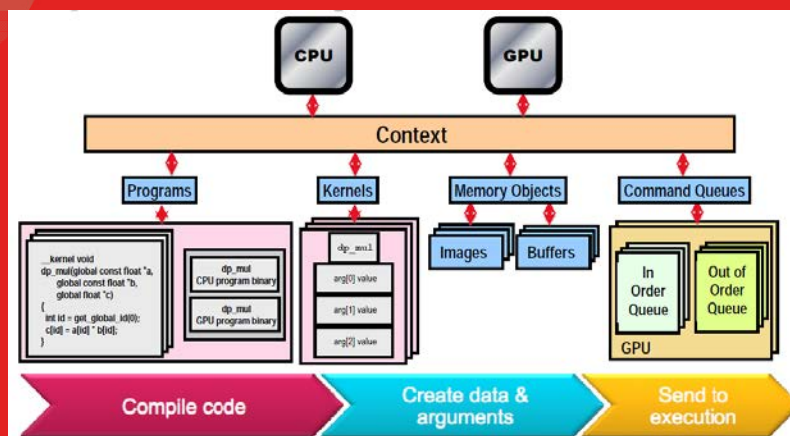 CPU
GPU
Context
Programs
Kernels
Memory Objects
Command Queues
__kernel void
dp_mul(global const float *a,
global const float *b,
global float *c)
{
int id = get_global_id(0);
c[id] = a[id] * b[id];
}
dp_mul
CPU program binary
dp_mul
GPU program binary
dp_mul
arg[0] value
arg[1] value
arg[2] value
Images
Buffers
In
Order
Queue
Out of
Order
Queue
GPU
Compile code
Create data &
arguments
Send to
execution